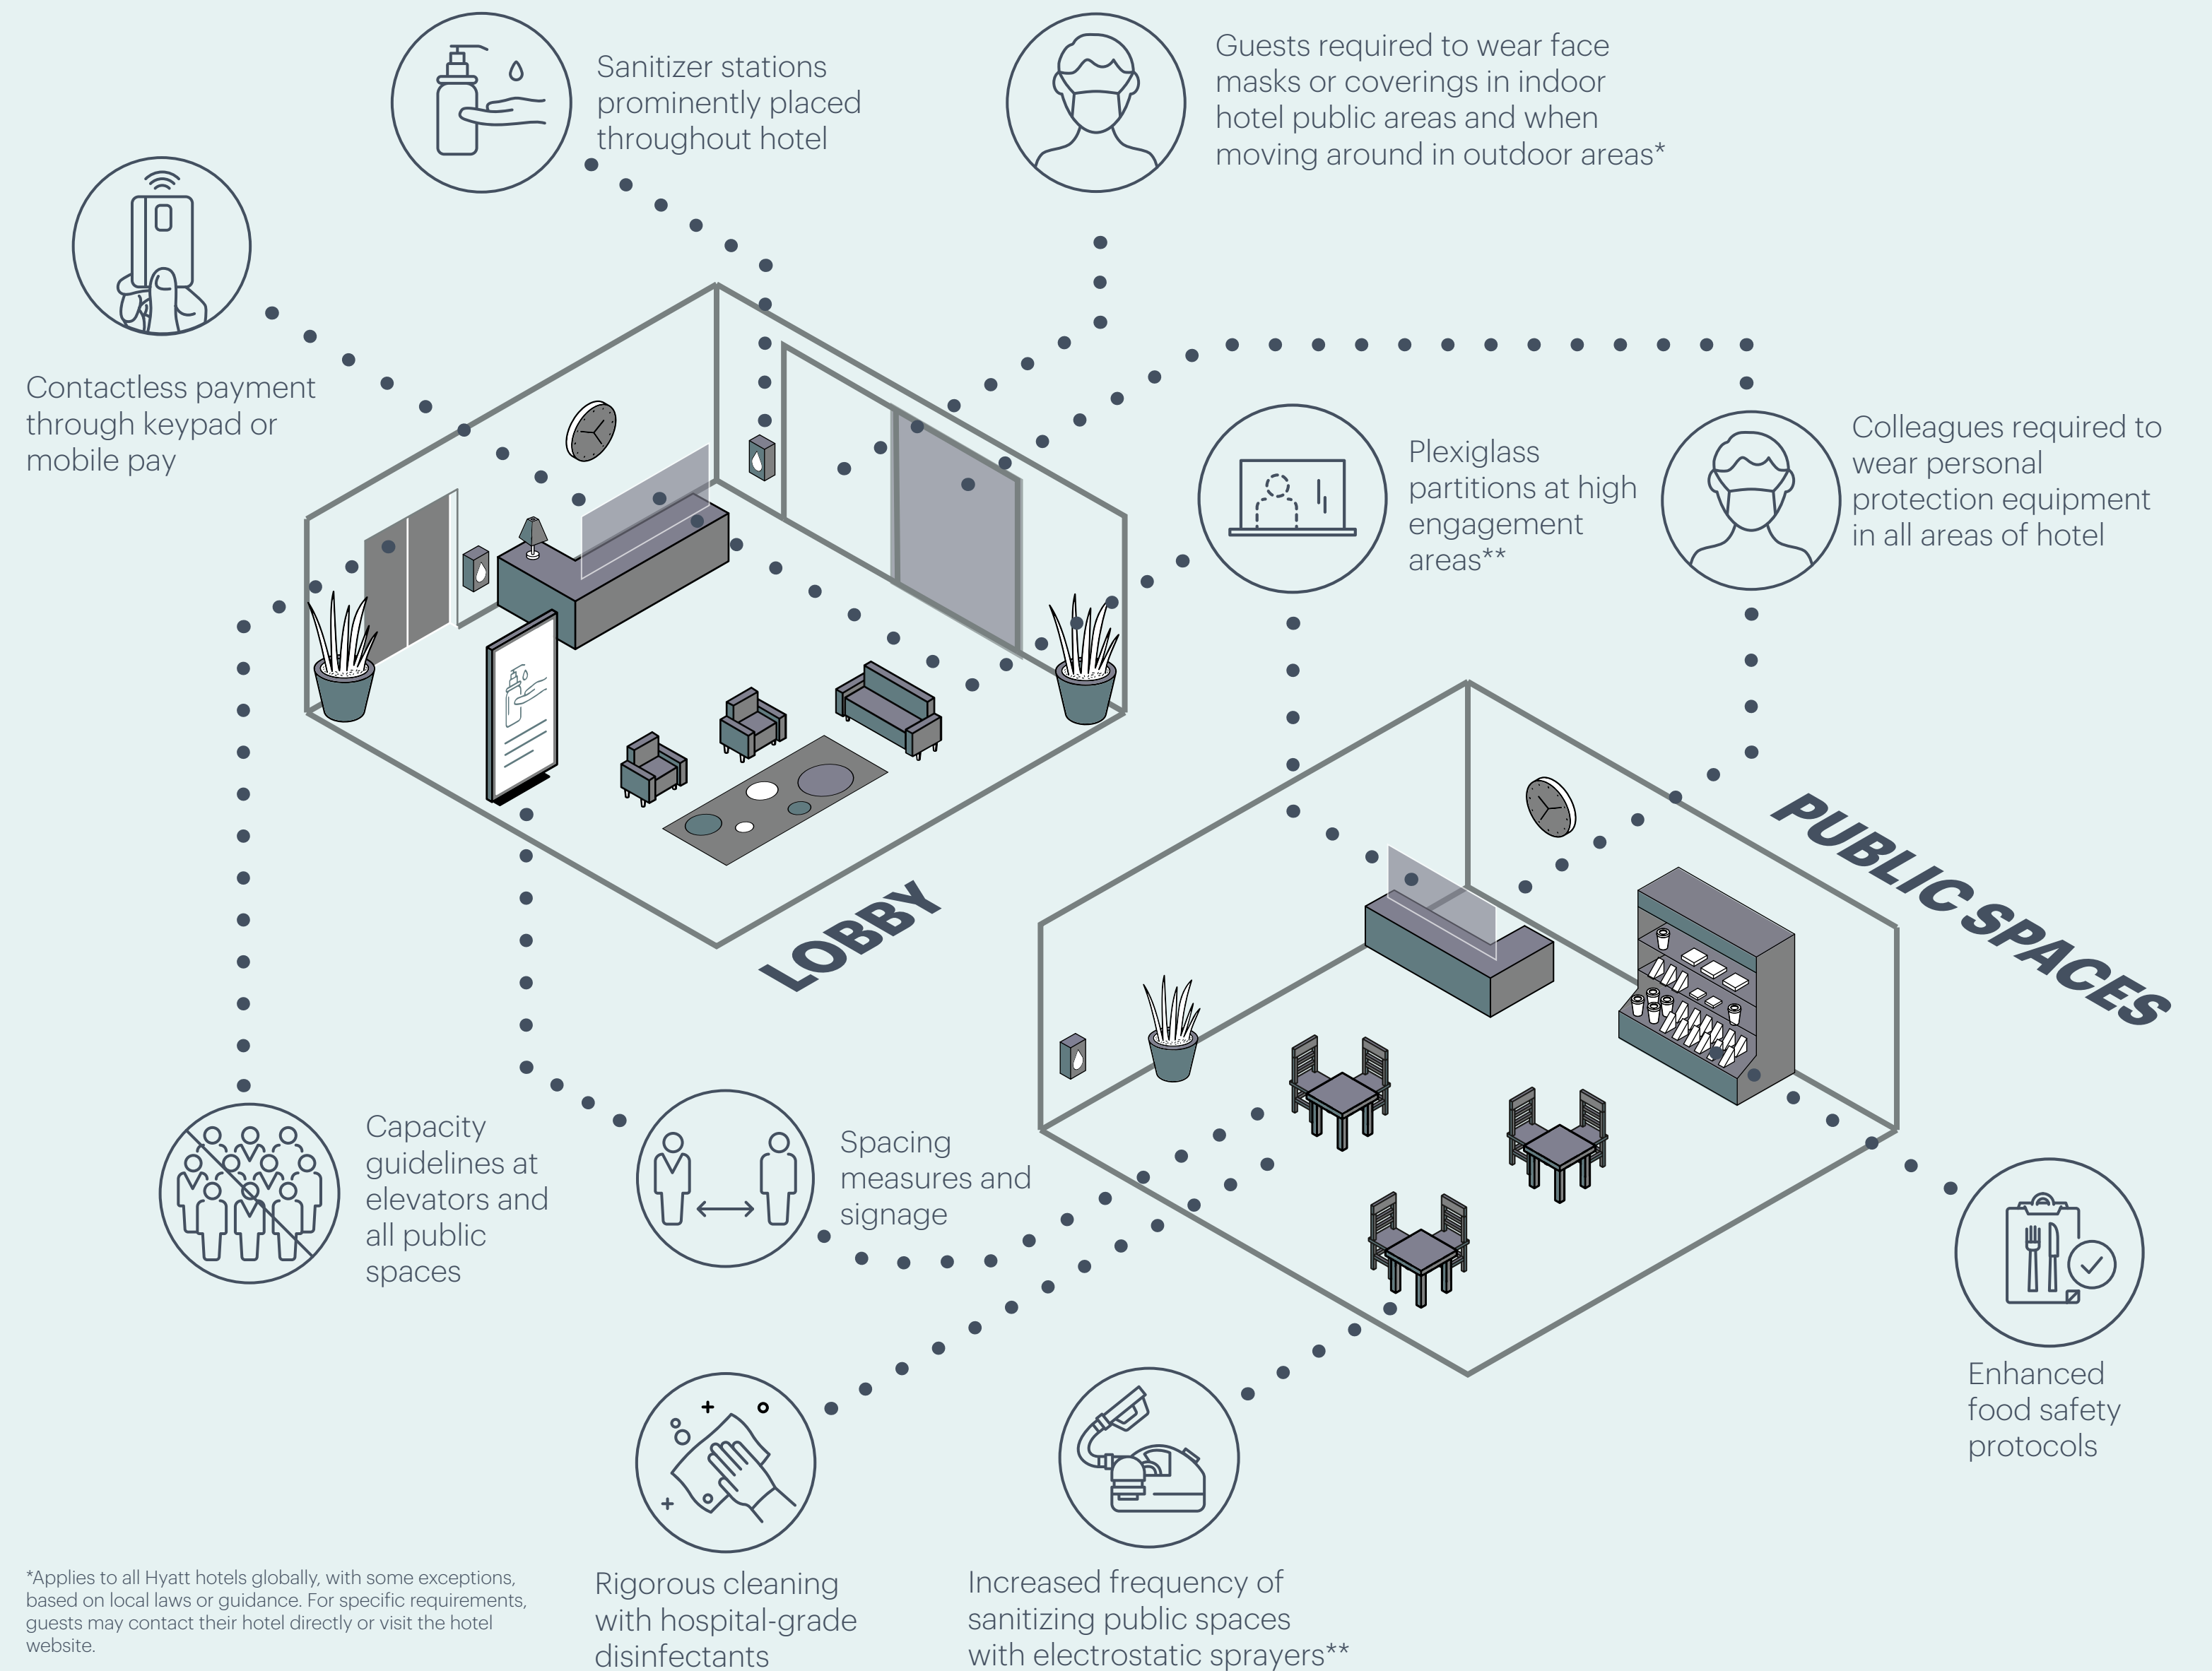 Sanitizer stations
prominently placed
throughout hotel
Guests required to wear face
masks or coverings in indoor
hotel public areas and when
moving around in outdoor areas*
Contactless payment
through keypad or
mobile pay
Plexiglass
partitions at high
engagement
areas**
Colleagues required to
wear personal
protection equipment
in all areas of hotel
LOBBY
PUBLIC SPACES
Capacity
guidelines at
elevators and
all public
spaces
Spacing
measures and
signage
Enhanced
food safety
protocols
Rigorous cleaning
with hospital-grade
disinfectants
Increased frequency of
sanitizing public spaces
with electrostatic sprayers**
*Applies to all Hyatt hotels globally, with some exceptions,
based on local laws or guidance. For specific requirements,
guests may contact their hotel directly or visit the hotel
website.